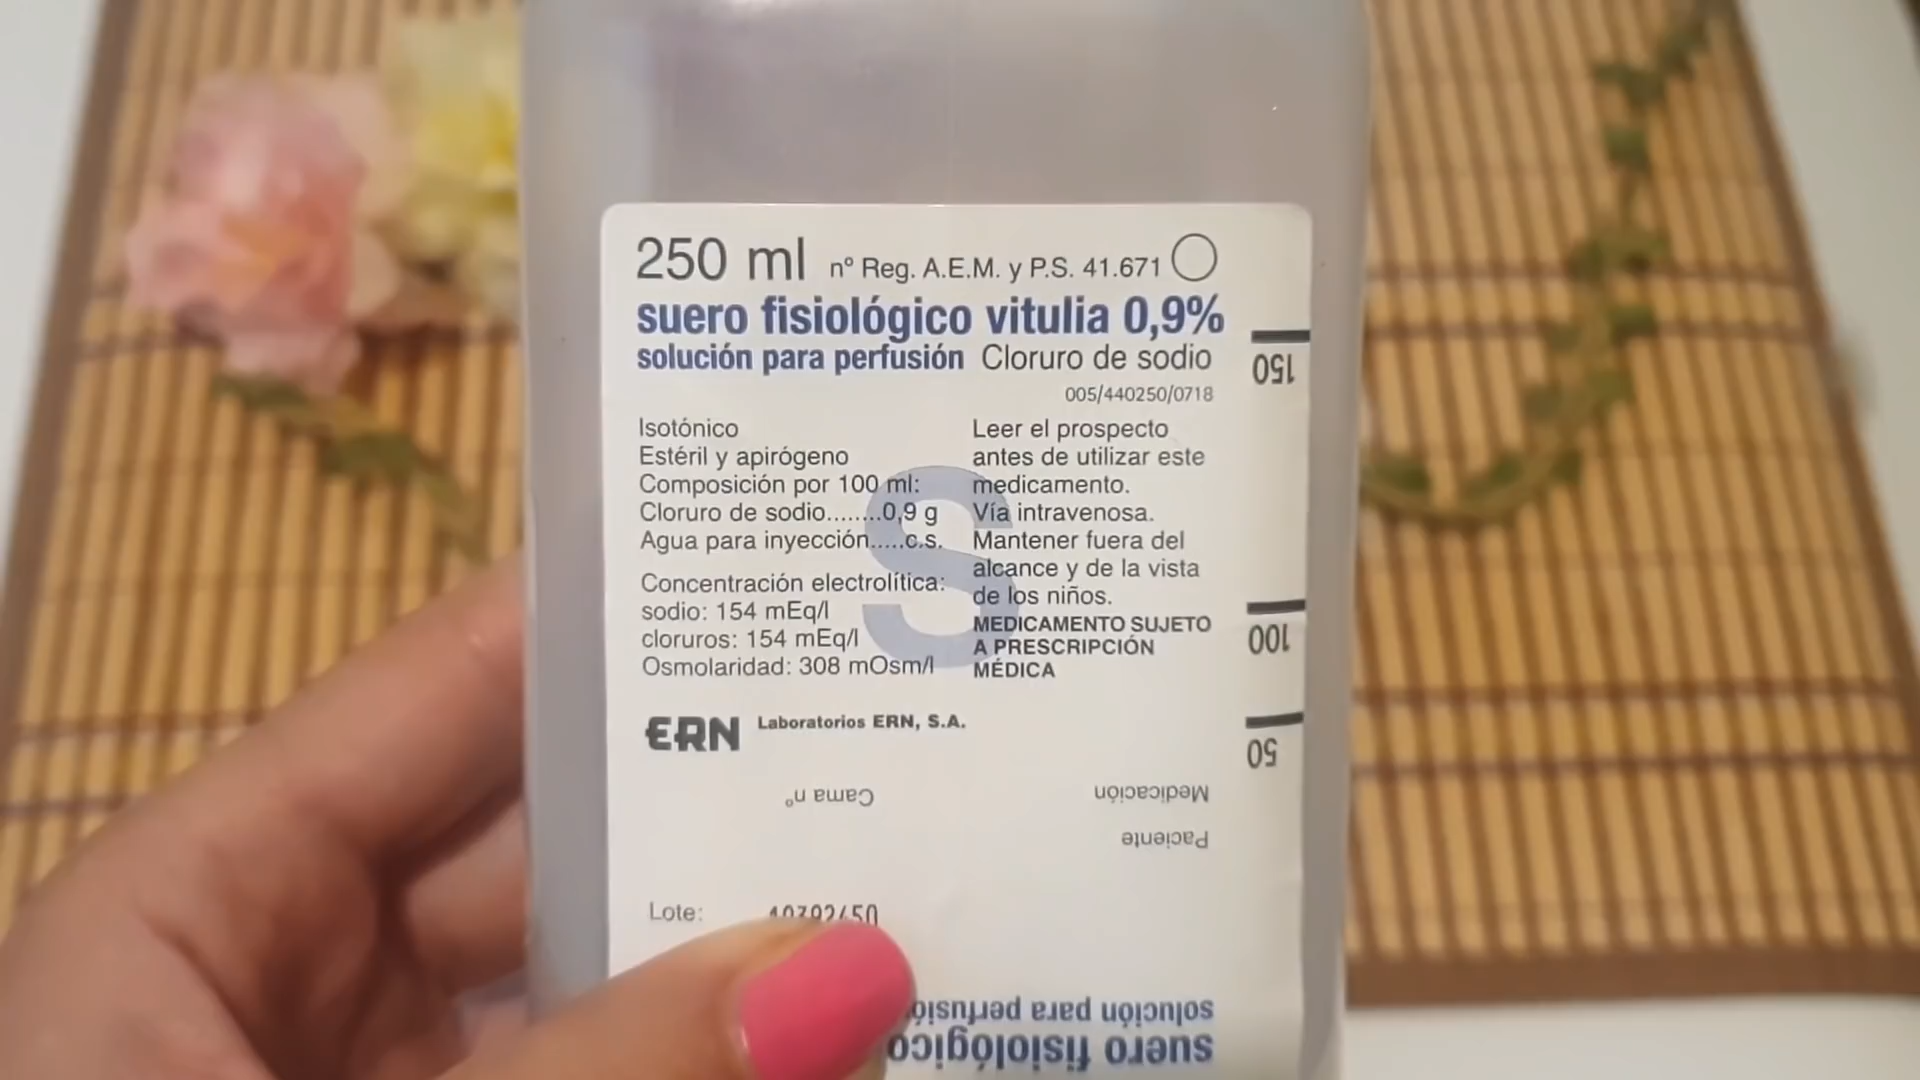 250 ml nº Reg. A.E.M. y P.S. 41.671
suero fisiológico vitulia 0,9%
solución para perfusión Cloruro de sodio
005/440250/0718
Isotónico
Estéril y apirógeno
Composición por 100 ml:
Cloruro de sodio........0,9 g
Agua para inyección.....c.s.
Concentración electrolítica:
sodio: 154 mEq/l
cloruros: 154 mEq/l
Osmolaridad: 308 mOsm/l
S
Leer el prospecto
antes de utilizar este
medicamento.
Vía intravenosa.
Mantener fuera del
alcance y de la vista
de los niños.
MEDICAMENTO SUJETO
A PRESCRIPCIÓN
MÉDICA
150
100
50
ERN Laboratorios ERN, S.A.
Cama nº
Medicación
Paciente
Lote:
solución para
suero fisiológico